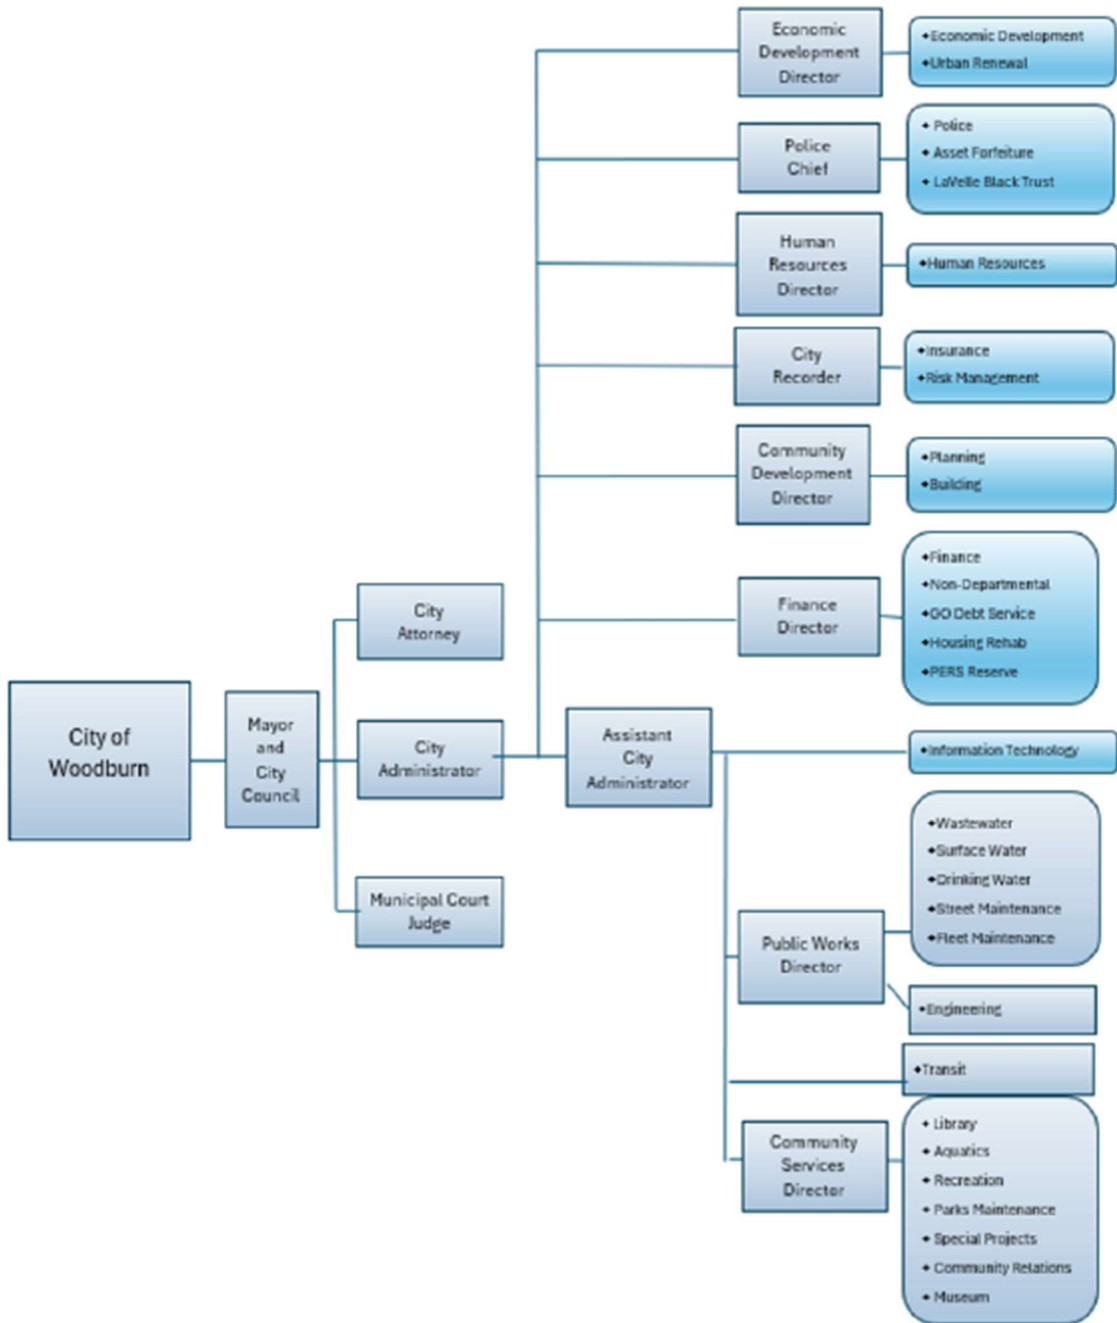 City of
Woodburn
Mayor
and
City
Council
City
Attorney
City
Administrator
Municipal Court
Judge
Economic
Development
Director
◆Economic Development
◆Urban Renewal
Police
Chief
◆ Police
◆ Asset Forfeiture
◆ LaVelle Black Trust
Human
Resources
Director
◆Human Resources
City
Recorder
◆Insurance
◆Risk Management
Community
Development
Director
◆Planning
◆Building
Finance
Director
◆Finance
◆Non-Departmental
◆GO Debt Service
◆Housing Rehab
◆PERS Reserve
Assistant
City
Administrator
◆Information Technology
Public Works
Director
◆Wastewater
◆Surface Water
◆Drinking Water
◆Street Maintenance
◆Fleet Maintenance
◆Engineering
◆Transit
Community
Services
Director
◆ Library
◆ Aquatics
◆ Recreation
◆ Parks Maintenance
◆ Special Projects
◆ Community Relations
◆ Museum